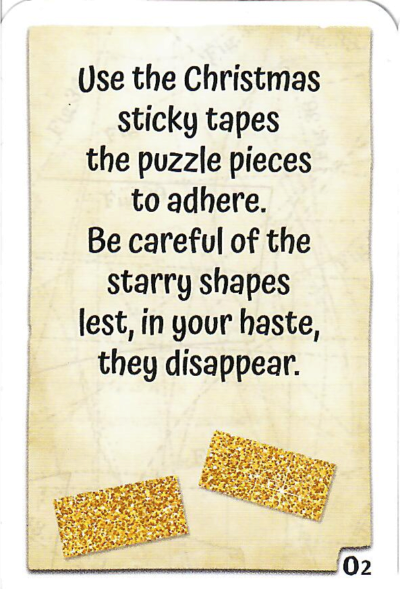 Use the Christmas
sticky tapes
the puzzle pieces
to adhere.
Be careful of the
starry shapes
lest, in your haste,
they disappear.
O2